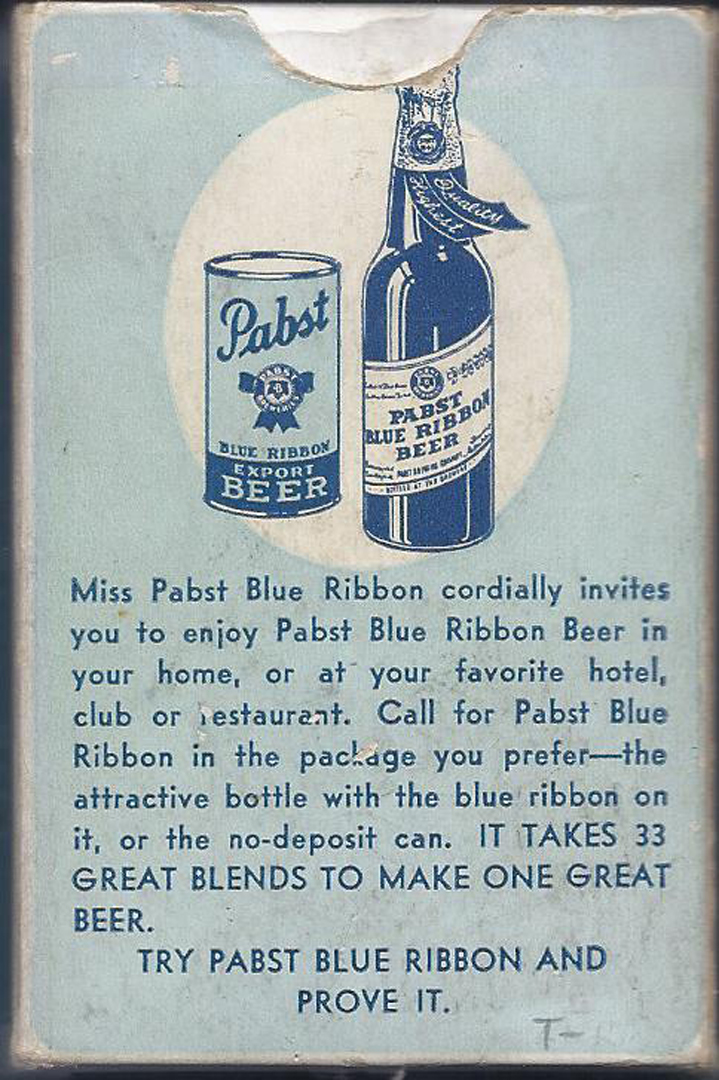 Highest Quality
Pabst
PABST
BREWERIES
BLUE RIBBON
EXPORT
BEER
PABST
BLUE RIBBON
BEER
Miss Pabst Blue Ribbon cordially invites
you to enjoy Pabst Blue Ribbon Beer in
your home, or at your favorite hotel,
club or restaurant. Call for Pabst Blue
Ribbon in the package you prefer—the
attractive bottle with the blue ribbon on
it, or the no-deposit can. IT TAKES 33
GREAT BLENDS TO MAKE ONE GREAT
BEER.
TRY PABST BLUE RIBBON AND
PROVE IT.
T-